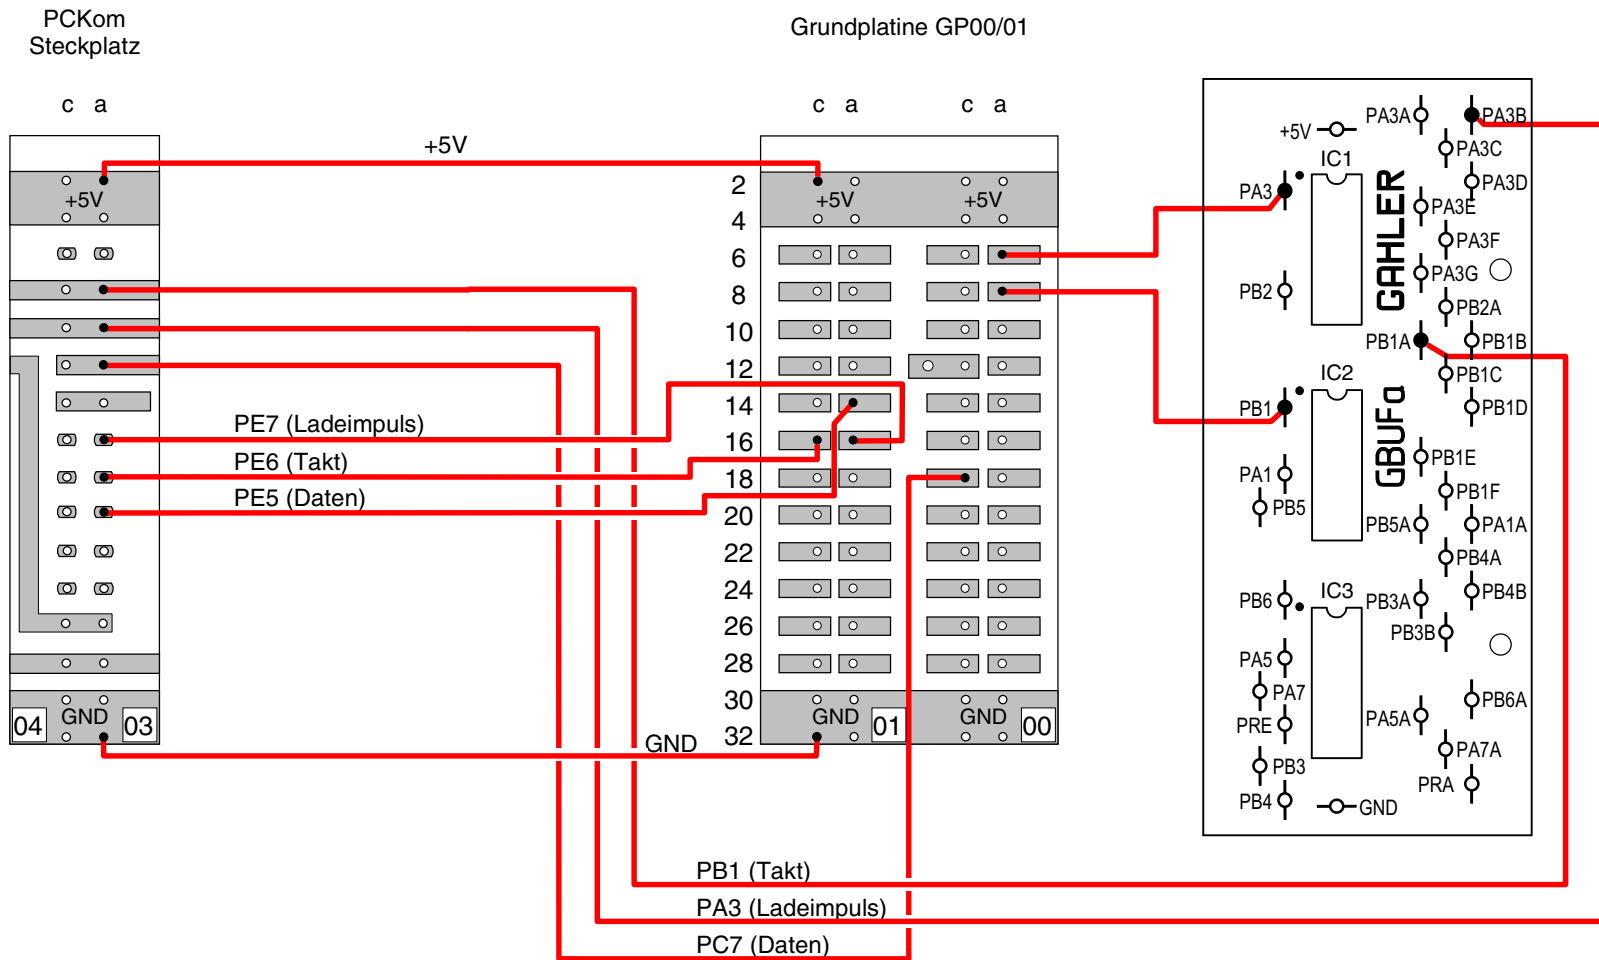 PCKom
Steckplatz
Grundplatine GP00/01
c a
c a
c a
+5V
+5V
+5V
+5V
2
4
6
8
10
12
14
16
18
20
22
24
26
28
30
32
PE7 (Ladeimpuls)
PE6 (Takt)
PE5 (Daten)
04
GND
03
GND
GND
01
GND
00
PB1 (Takt)
PA3 (Ladeimpuls)
PC7 (Daten)
+5V
PA3A
PA3B
PA3C
IC1
PA3
PA3D
PA3E
PA3F
PA3G
GAHLER
PB2
PB2A
PB1A
PB1B
IC2
PB1C
PB1
PB1D
GBUFa
PB1E
PA1
PB1F
PB5
PB5A
PA1A
PB4A
IC3
PB6
PB3A
PB4B
PB3B
PA5
PA7
PB6A
PRE
PA5A
PA7A
PB3
PRA
PB4
GND